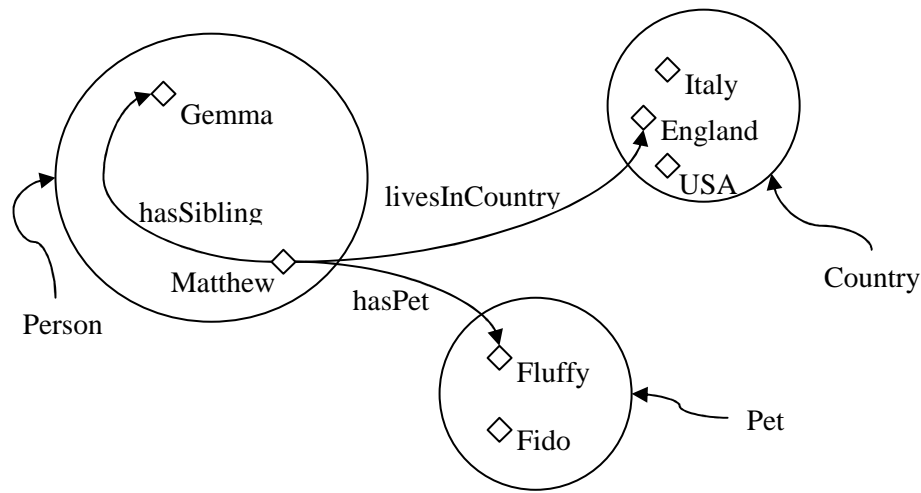 Italy
Gemma
England
USA
livesInCountry
hasSibling
Matthew
Country
hasPet
Person
Fluffy
Pet
Fido